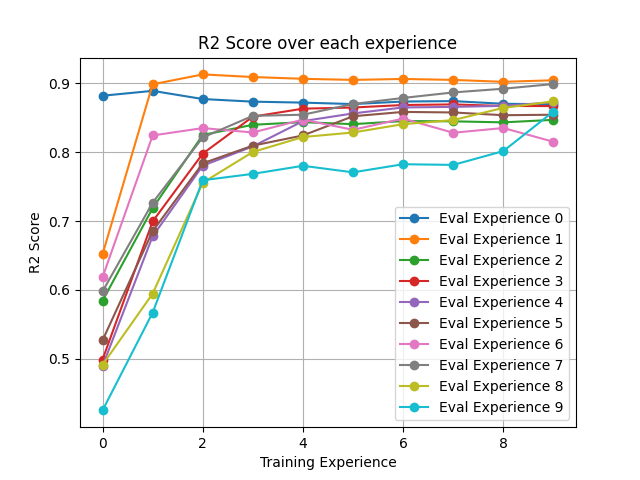 R2 Score over each experience
R2 Score
0.9
0.8
0.7
0.6
0.5
0
2
4
6
8
Training Experience
Eval Experience 0
Eval Experience 1
Eval Experience 2
Eval Experience 3
Eval Experience 4
Eval Experience 5
Eval Experience 6
Eval Experience 7
Eval Experience 8
Eval Experience 9